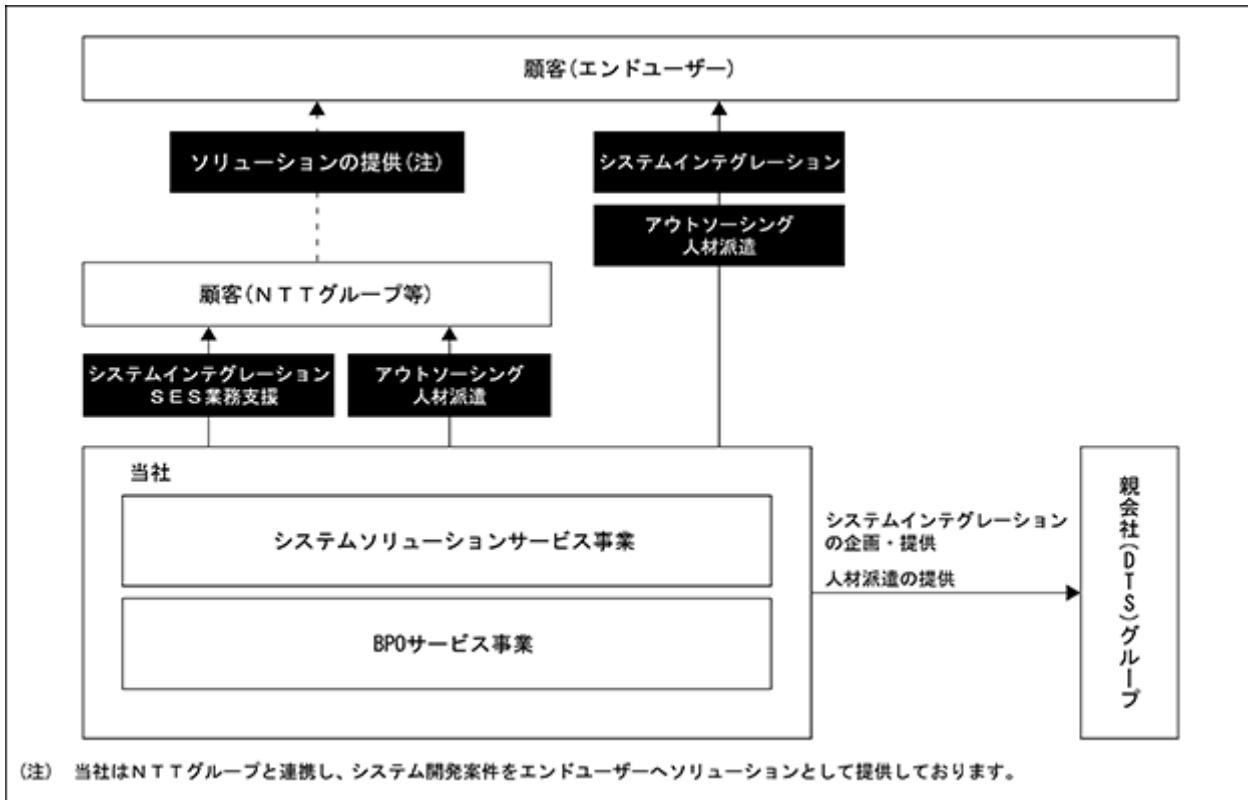 顧客(エンドユーザー)
ソリューションの提供(注)
システムインテグレーション
アウトソーシング
人材派遣
顧客(NTTグループ等)
システムインテグレーション
SES業務支援
アウトソーシング
人材派遣
当社
システムソリューションサービス事業
BPOサービス事業
システムインテグレーション
の企画・提供
人材派遣の提供
親会社(DTS)グループ
(注) 当社はNTTグループと連携し、システム開発案件をエンドユーザーへソリューションとして提供しております。